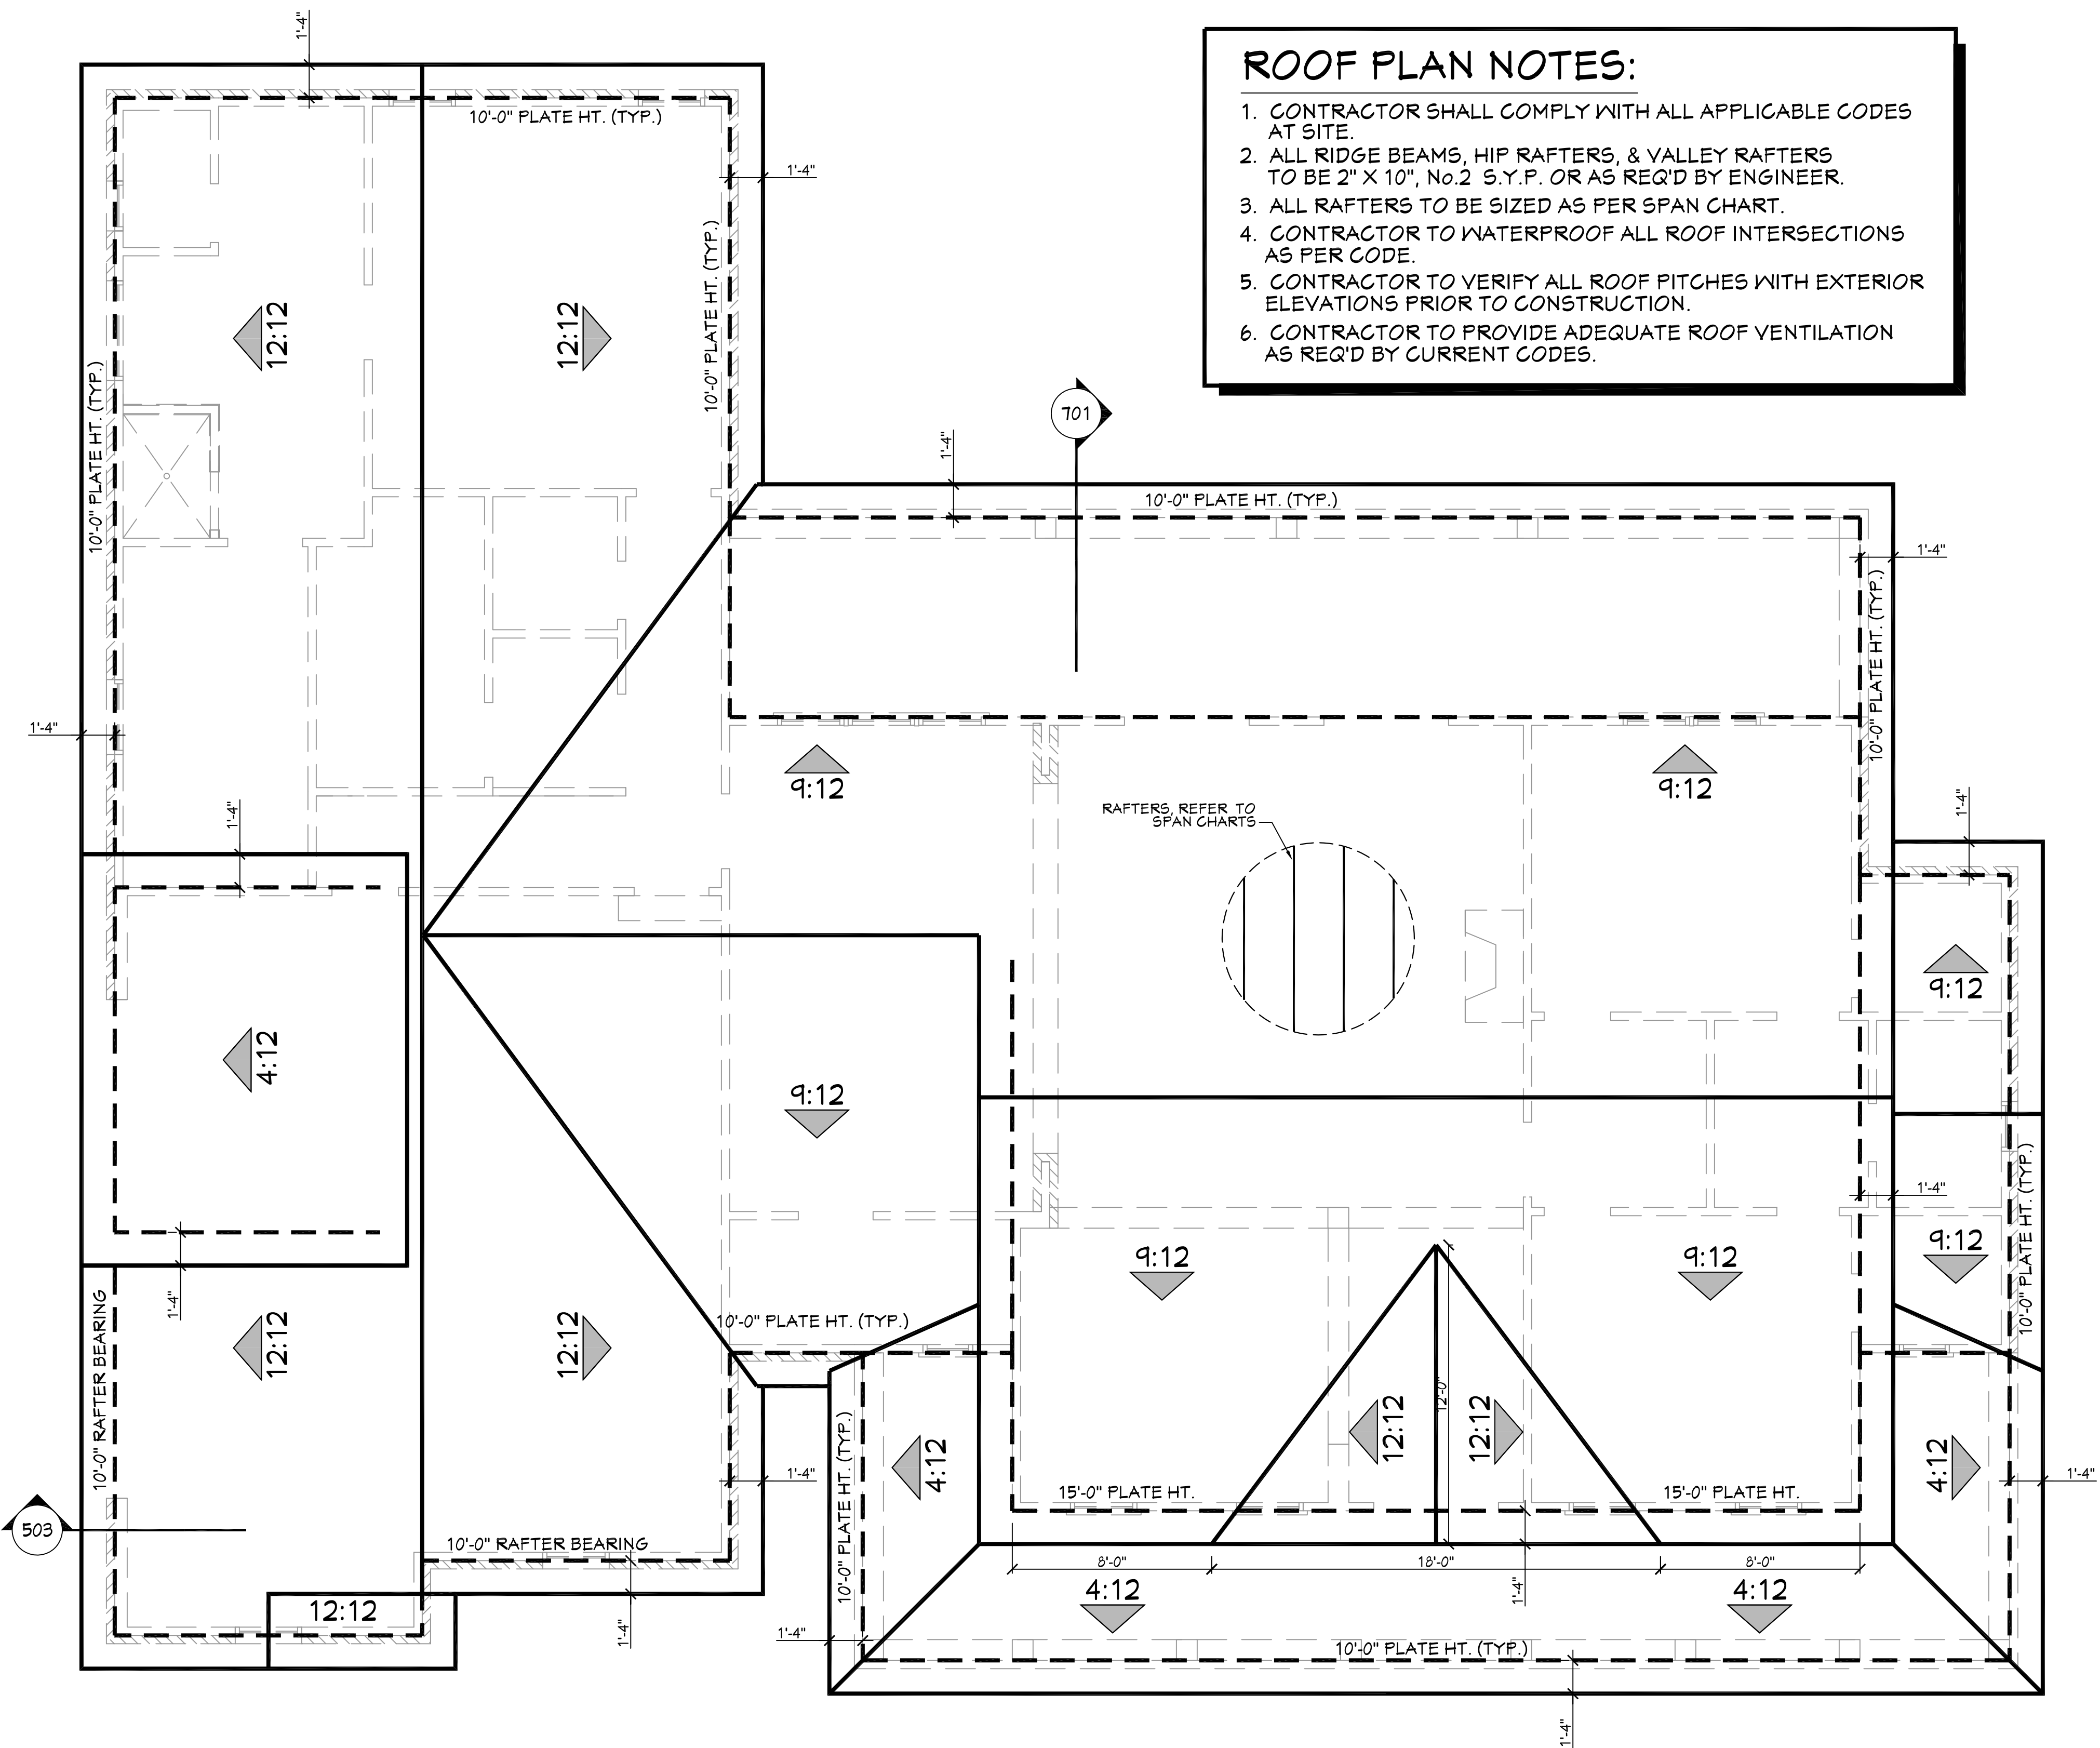 1'-4"
ROOF PLAN NOTES:
1. CONTRACTOR SHALL COMPLY WITH ALL APPLICABLE CODES
AT SITE.
2. ALL RIDGE BEAMS, HIP RAFTERS, & VALLEY RAFTERS
TO BE 2" X 10", No.2 S.Y.P. OR AS REQ'D BY ENGINEER.
3. ALL RAFTERS TO BE SIZED AS PER SPAN CHART.
4. CONTRACTOR TO WATERPROOF ALL ROOF INTERSECTIONS
AS PER CODE.
5. CONTRACTOR TO VERIFY ALL ROOF PITCHES WITH EXTERIOR
ELEVATIONS PRIOR TO CONSTRUCTION.
6. CONTRACTOR TO PROVIDE ADEQUATE ROOF VENTILATION
AS REQ'D BY CURRENT CODES.
10'-0" PLATE HT. (TYP.)
1'-4"
10'-0" PLATE HT. (TYP.)
12:12
12:12
10'-0" PLATE HT. (TYP.)
701
1'-4"
10'-0" PLATE HT. (TYP.)
1'-4"
10'-0" PLATE HT. (TYP.)
1'-4"
9:12
9:12
RAFTERS, REFER TO
SPAN CHARTS
1'-4"
1'-4"
9:12
4:12
9:12
1'-4"
10'-0" PLATE HT. (TYP.)
9:12
9:12
9:12
1'-4"
10'-0" RAFTER BEARING
10'-0" PLATE HT. (TYP.)
12:12
12:12
12'-0"
12:12
12:12
4:12
4:12
1'-4"
1'-4"
10'-0" PLATE HT. (TYP.)
15'-0" PLATE HT.
15'-0" PLATE HT.
503
10'-0" RAFTER BEARING
8'-0"
18'-0"
8'-0"
4:12
1'-4"
4:12
12:12
1'-4"
1'-4"
10'-0" PLATE HT. (TYP.)
1'-4"